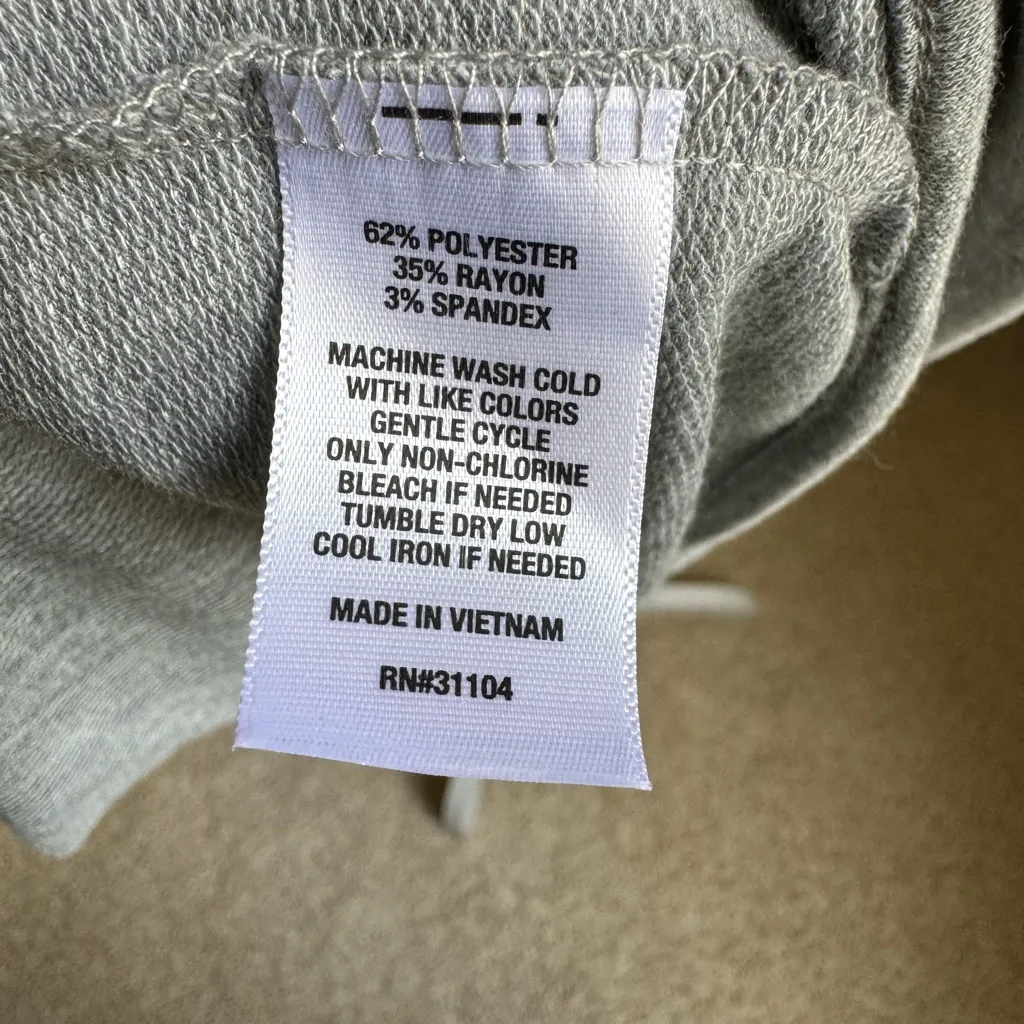 62% POLYESTER
35% RAYON
3% SPANDEX
MACHINE WASH COLD
WITH LIKE COLORS
GENTLE CYCLE
ONLY NON-CHLORINE
BLEACH IF NEEDED
TUMBLE DRY LOW
COOL IRON IF NEEDED
MADE IN VIETNAM
RN#31104